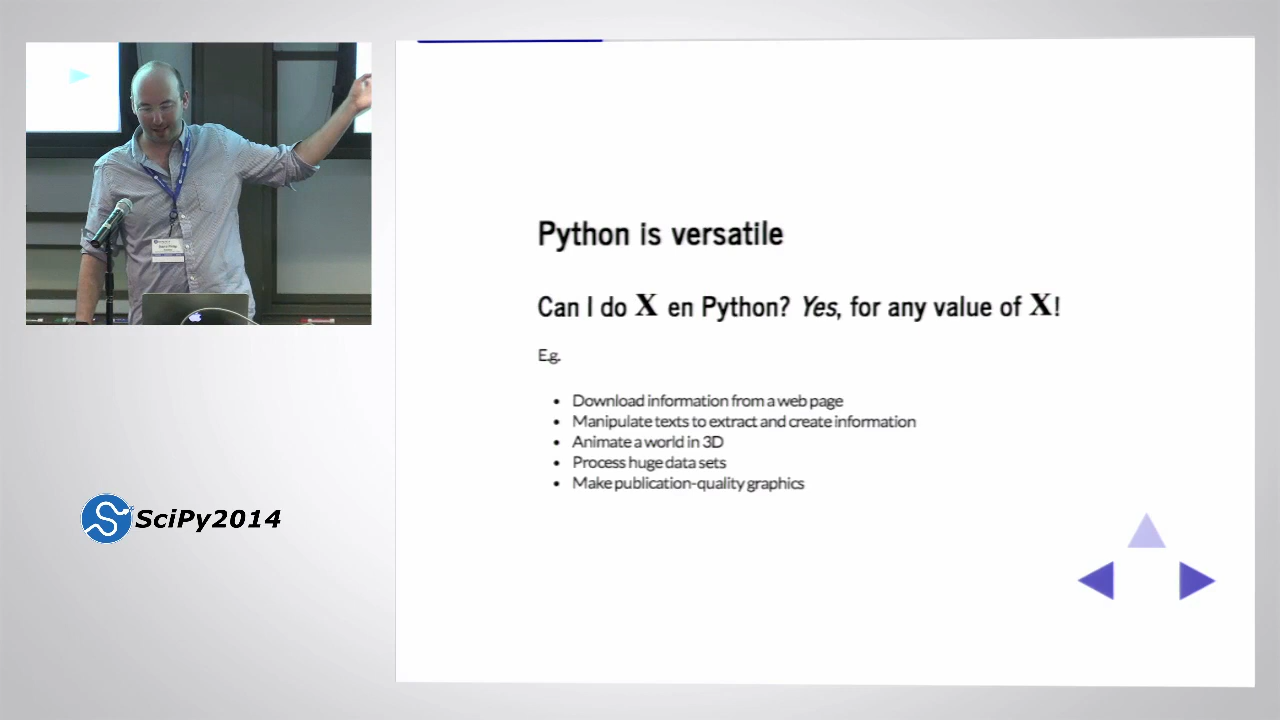 Python is versatile
Can I do X en Python? Yes, for any value of X!
E.g.
• Download information from a web page
• Manipulate texts to extract and create information
• Animate a world in 3D
• Process huge data sets
• Make publication-quality graphics
SciPy2014